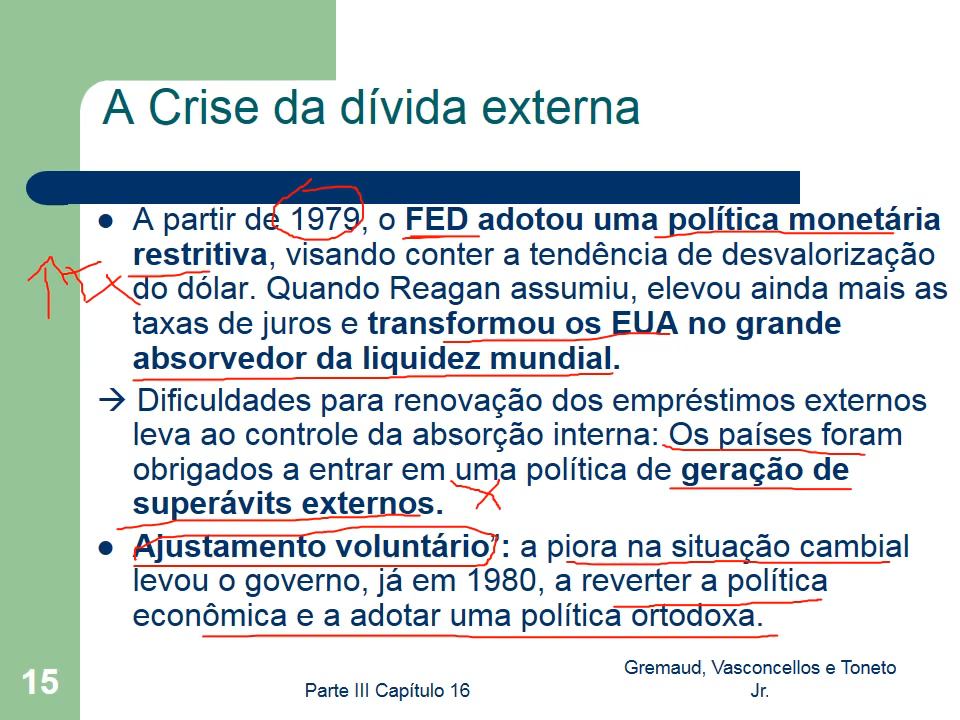 A Crise da dívida externa
● A partir de 1979, o FED adotou uma política monetária
restritiva, visando conter a tendência de desvalorização
do dólar. Quando Reagan assumiu, elevou ainda mais as
taxas de juros e transformou os EUA no grande
absorvedor da liquidez mundial.
→ Dificuldades para renovação dos empréstimos externos
leva ao controle da absorção interna: Os países foram
obrigados a entrar em uma política de geração de
superávits externos.
● Ajustamento voluntário”: a piora na situação cambial
levou o governo, já em 1980, a reverter a política
econômica e a adotar uma política ortodoxa.
15
Parte III Capítulo 16
Gremaud, Vasconcellos e Toneto
Jr.